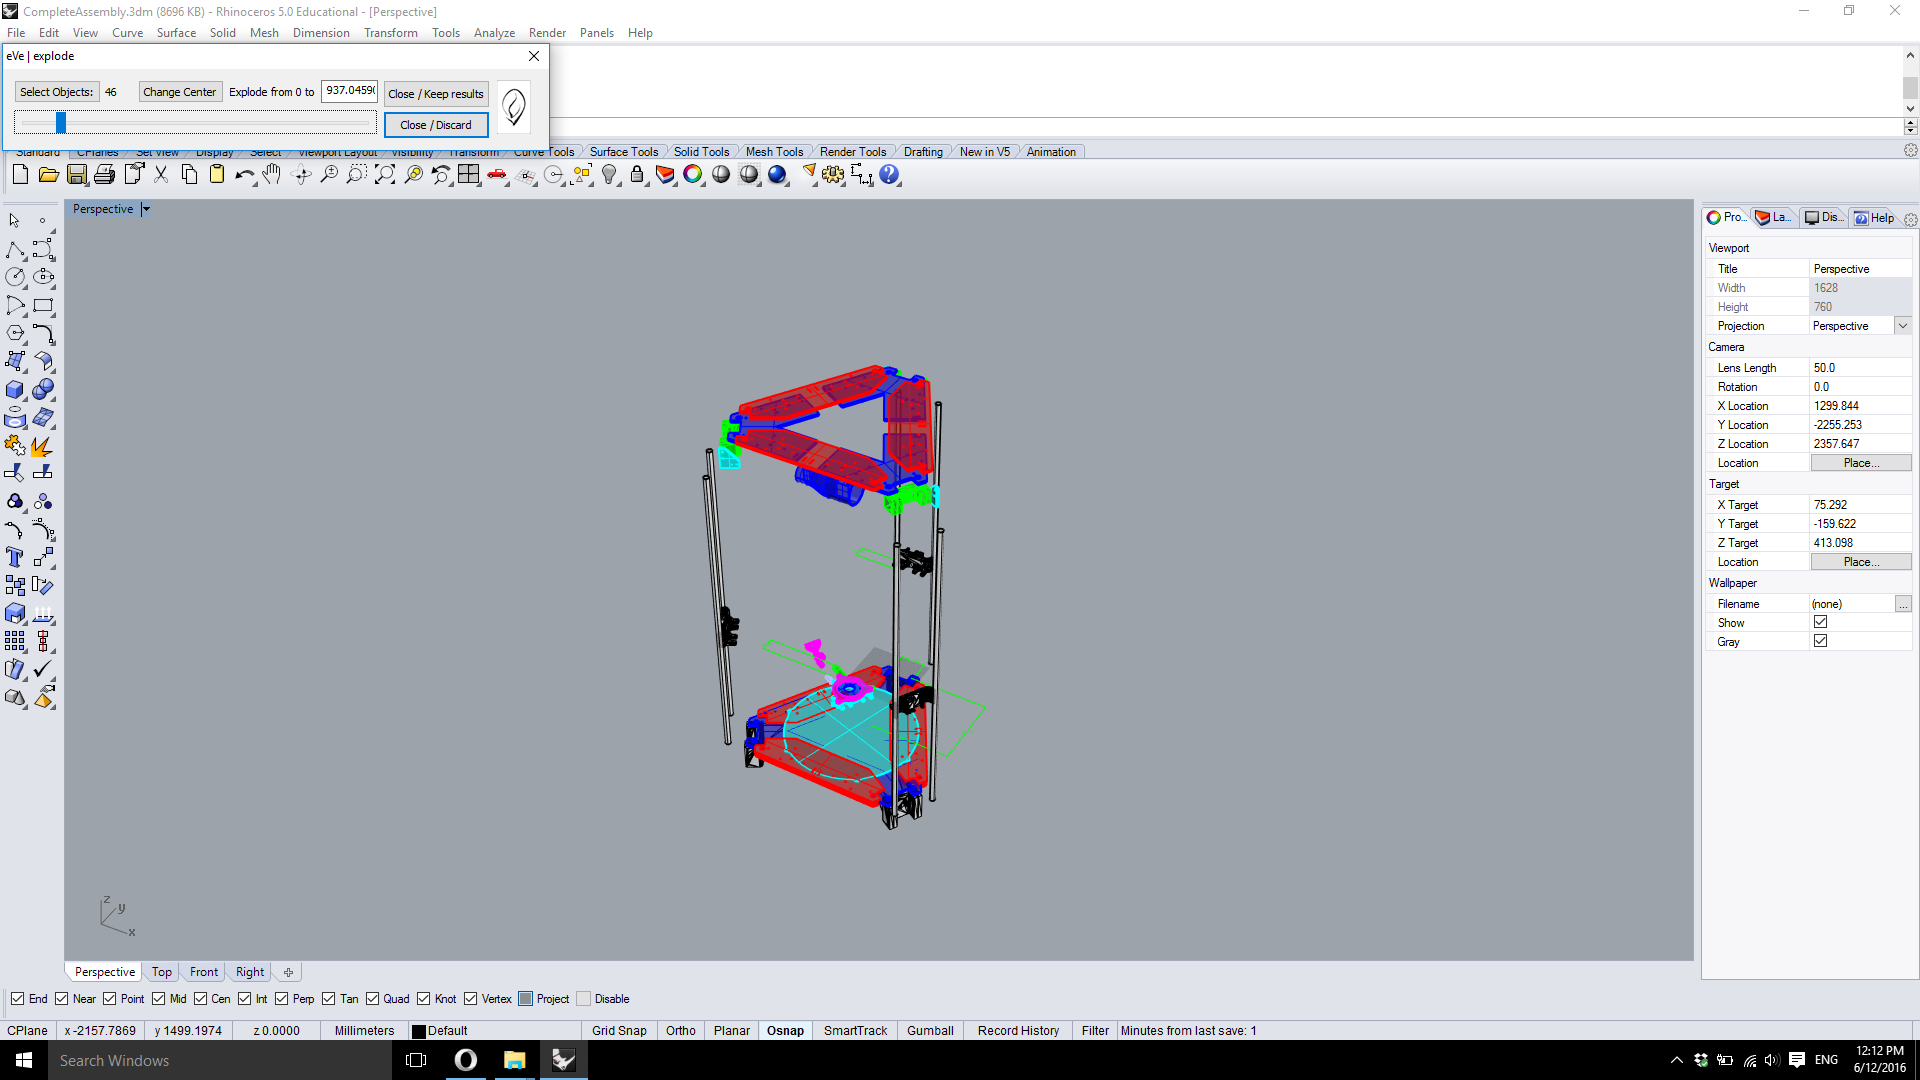 CompleteAssembly.3dm (8696 KB) - Rhinoceros 5.0 Educational - [Perspective]
File Edit View Curve Surface Solid Mesh Dimension Transform Tools Analyze Render Panels Help
eVe | explode
Select Objects: 46 Change Center Explode from 0 to 937.0459 Close / Keep results
Close / Discard
Standard CPlanes Set View Display Select Viewport Layout Visibility Transform Curve Tools Surface Tools Solid Tools Mesh Tools Render Tools Drafting New in V5 Animation
Perspective
Pro... La... Dis... Help
Viewport
Title Perspective
Width 1628
Height 760
Projection Perspective
Camera
Lens Length 50.0
Rotation 0.0
X Location 1299.844
Y Location -2255.253
Z Location 2357.647
Location Place...
Target
X Target 75.292
Y Target -159.622
Z Target 413.098
Location Place...
Wallpaper
Filename (none) ...
Show
Gray
z
y
x
Perspective Top Front Right
End Near Point Mid Cen Int Perp Tan Quad Knot Vertex Project Disable
CPlane x -2157.7869 y 1499.1974 z 0.0000 Millimeters Default Grid Snap Ortho Planar Osnap SmartTrack Gumball Record History Filter Minutes from last save: 1
Search Windows
ENG
12:12 PM
6/12/2016